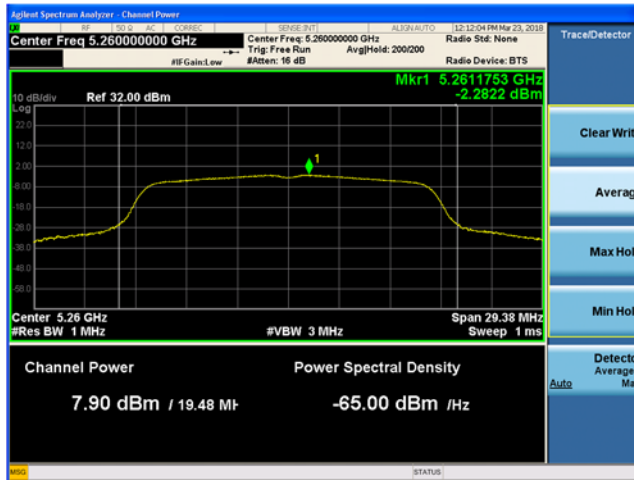 Agilent Spectrum Analyzer - Channel Power
RF 50 Ω AC CORREC SENSE:INT ALIGN AUTO 12:12:04 PM Mar 23, 2018
Center Freq 5.260000000 GHz
Center Freq: 5.260000000 GHz
Radio Std: None
Trig: Free Run Avg|Hold: 200/200
#IFGain:Low #Atten: 16 dB Radio Device: BTS
Trace/Detector
Mkr1 5.2611753 GHz
-2.2822 dBm
10 dB/div Ref 32.00 dBm
Log
22.0
12.0
2.00
-8.00
-18.0
-28.0
-38.0
-48.0
-58.0
1
Center 5.26 GHz Span 29.38 MHz
#Res BW 1 MHz #VBW 3 MHz Sweep 1 ms
Channel Power Power Spectral Density
7.90 dBm / 19.48 MH -65.00 dBm /Hz
Clear Writ
Averag
Max Hol
Min Hol
Detecto
Average
Auto Ma
MSG STATUS